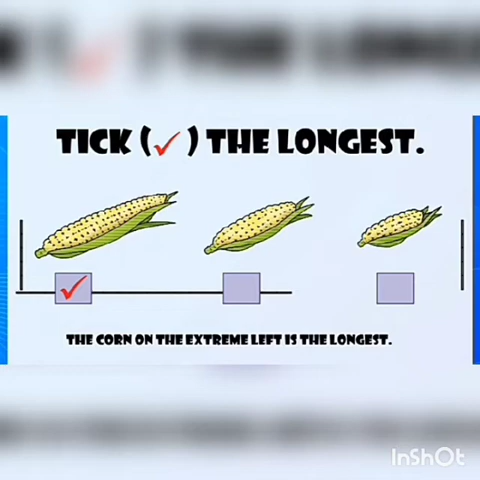 TICK (✓) THE LONGEST.
THE CORN ON THE EXTREME LEFT IS THE LONGEST.
InShOt